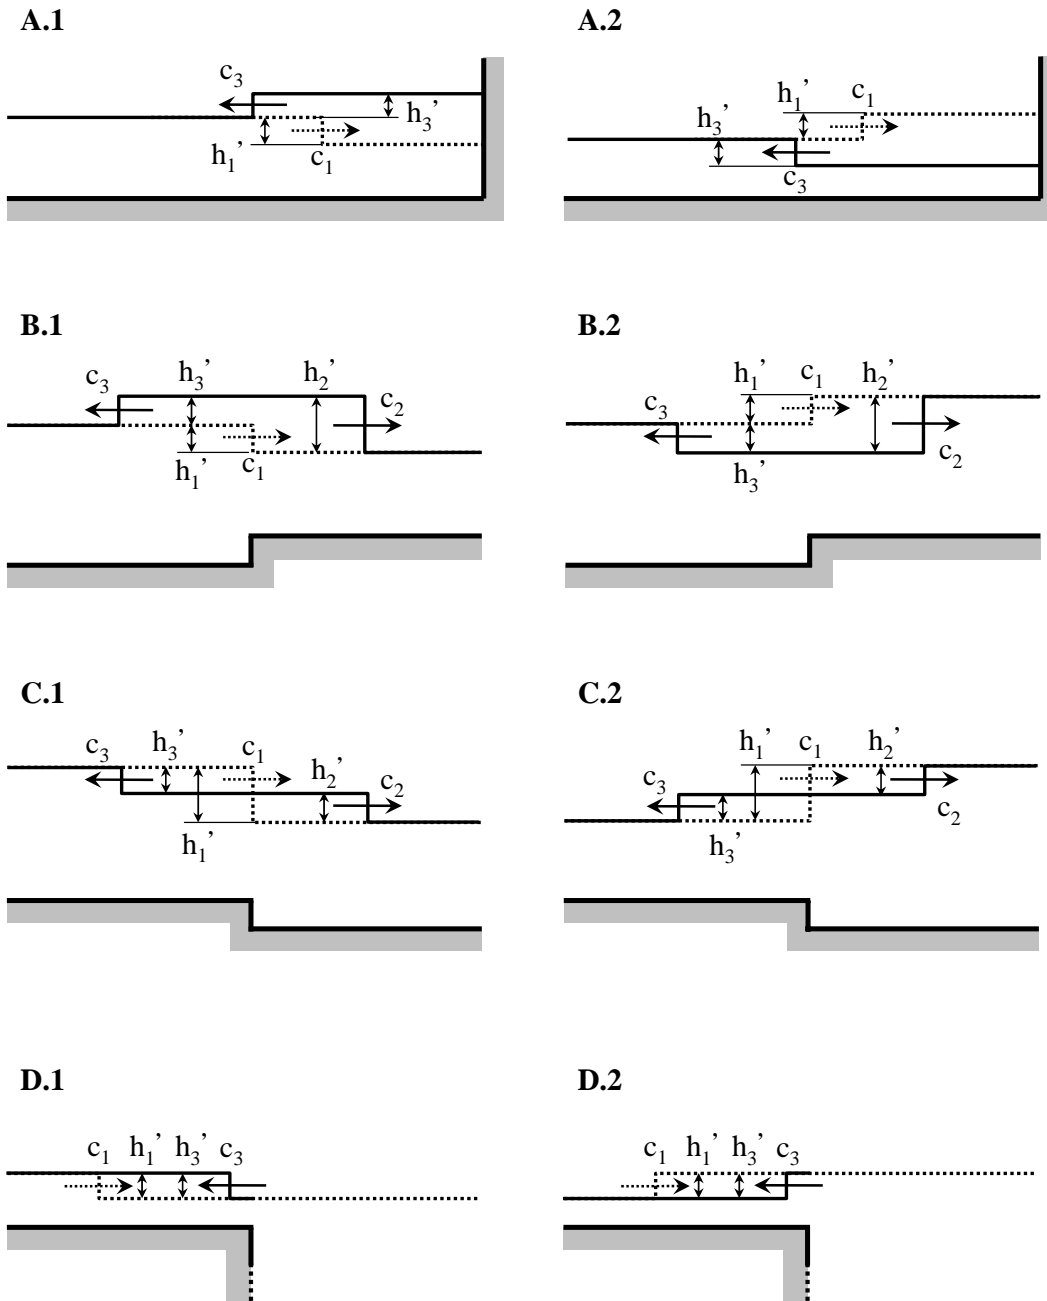 A.1 A.2
c₃ h₃’ h₁’ c₁
h₃’ h₁’ c₁ c₃
B.1 B.2
c₃ h₃’ h₂’ c₂ h₁’ c₁
h₁’ c₁ h₂’ c₃ h₃’ c₂
C.1 C.2
c₃ h₃’ c₁ h₂’ c₂ h₁’
h₁’ c₁ h₂’ c₃ c₂ h₃’
D.1 D.2
c₁ h₁’ h₃’ c₃ c₁ h₁’ h₃’ c₃